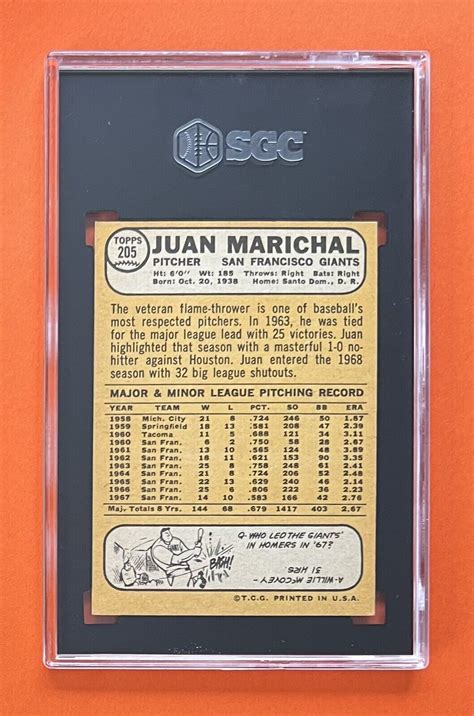 SGC
TOPPS
205
JUAN MARICHAL
PITCHER SAN FRANCISCO GIANTS
Ht: 6'0" Wt: 185 Throws: Right Bats: Right
Born: Oct. 20, 1938 Home: Santo Dom., D. R.
The veteran flame-thrower is one of baseball's
most respected pitchers. In 1963, he was tied
for the major league lead with 25 victories. Juan
highlighted that season with a masterful 1-0 no-
hitter against Houston. Juan entered the 1968
season with 32 big league shutouts.
MAJOR & MINOR LEAGUE PITCHING RECORD
YEAR TEAM W L PCT. SO BB ERA
1958 Mich. City 21 8 .724 246 50 1.87
1959 Springfield 18 13 .581 208 47 2.39
1960 Tacoma 11 5 .688 121 34 3.11
1960 San Fran. 6 2 .750 58 28 2.67
1961 San Fran. 13 10 .565 124 48 3.89
1962 San Fran. 18 11 .621 153 90 3.35
1963 San Fran. 25 8 .758 248 61 2.41
1964 San Fran. 21 8 .724 206 52 2.48
1965 San Fran. 22 13 .629 240 46 2.14
1966 San Fran. 25 6 .806 222 36 2.23
1967 San Fran. 14 10 .583 166 42 2.76
Maj. Totals 8 Yrs. 144 68 .679 1417 403 2.67
Q-WHO LED THE GIANTS'
IN HOMERS IN '67?
BASH!
A-WILLIE McCOVEY-
31 HRS.
©T.C.G. PRINTED IN U.S.A.